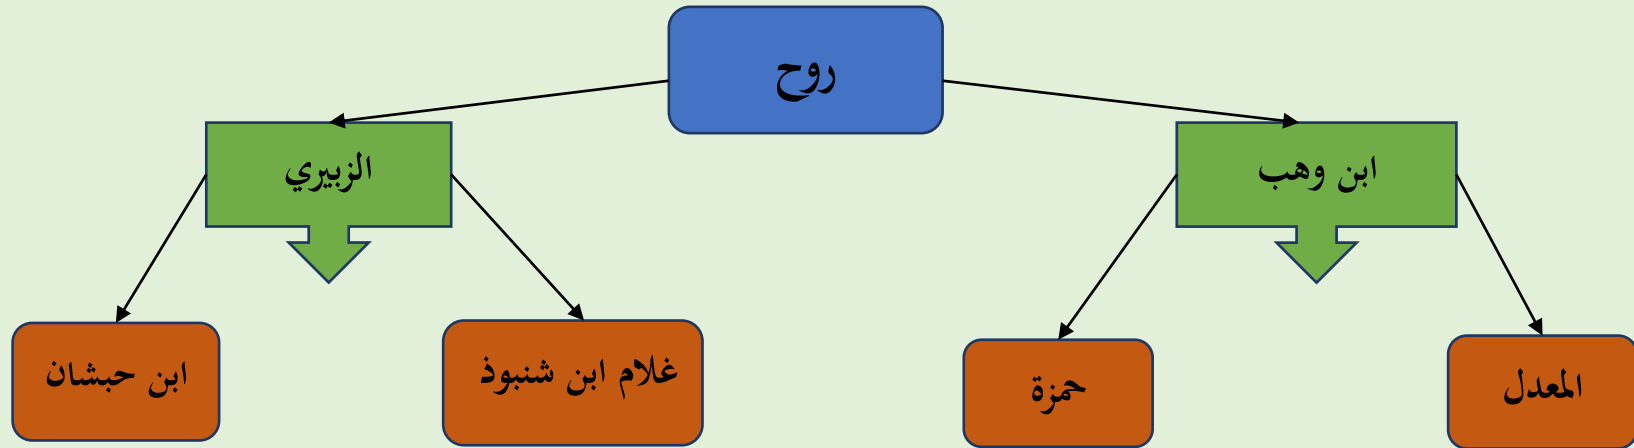 روح
ابن وهب
الزبيري
المعدل
حمزة
غلام ابن شنبوذ
ابن حبشان